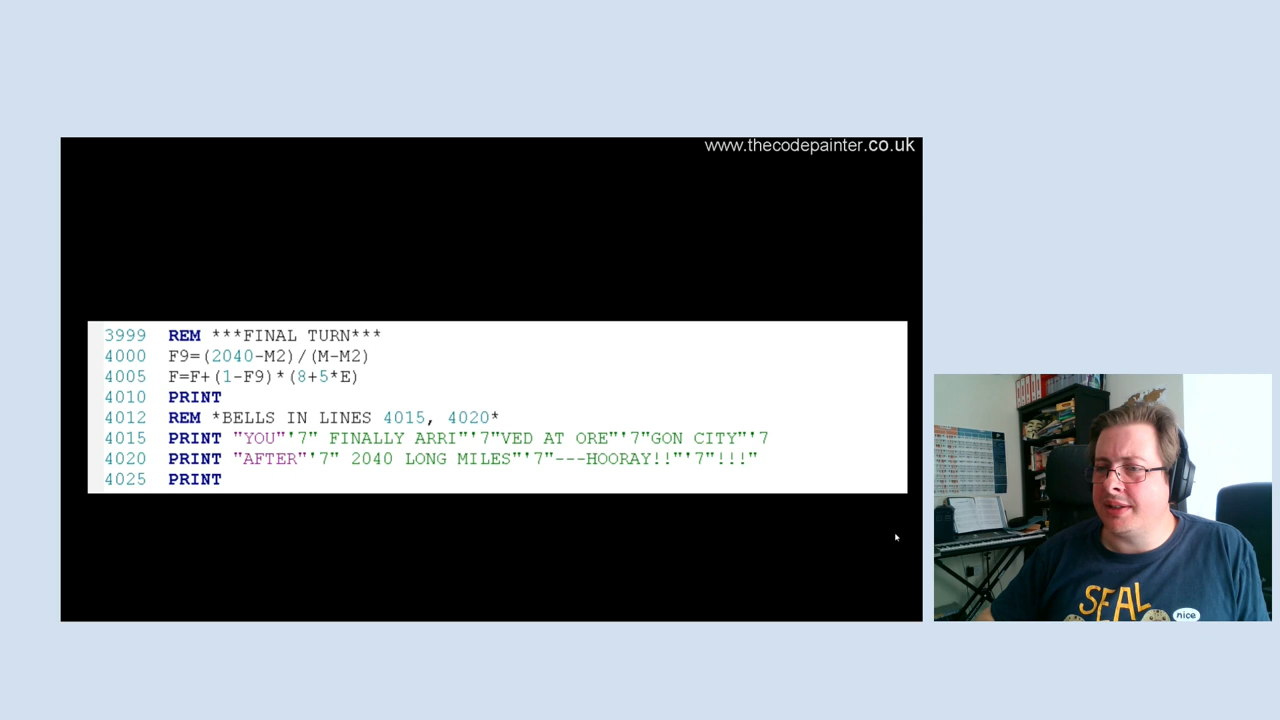 www.thecodepainter.co.uk
3999 REM ***FINAL TURN***
4000 F9=(2040-M2)/(M-M2)
4005 F=F+(1-F9)*(8+5*E)
4010 PRINT
4012 REM *BELLS IN LINES 4015, 4020*
4015 PRINT "YOU"'7" FINALLY ARRI"'7"VED AT ORE"'7"GON CITY"'7
4020 PRINT "AFTER"'7" 2040 LONG MILES"'7"---HOORAY!!"'7"!!!"
4025 PRINT
SEAL
nice